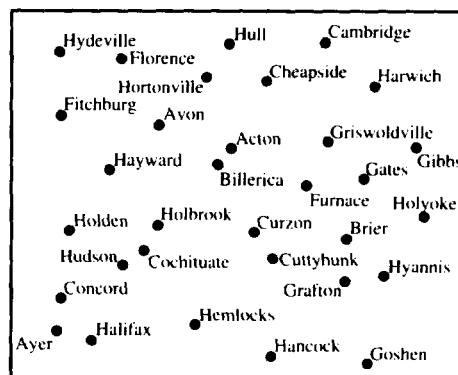 Hydeville
Hull
Cambridge
Florence
Hortonville
Cheapside
Harwich
Fitchburg
Avon
Acton
Griswoldville
Gibbs
Hayward
Billerica
Gates
Furnace
Holyoke
Holden
Holbrook
Curzon
Brier
Hudson
Cochituate
Cuttyhunk
Hyannis
Grafton
Concord
Hemlocks
Ayer
Halifax
Hancock
Goshen